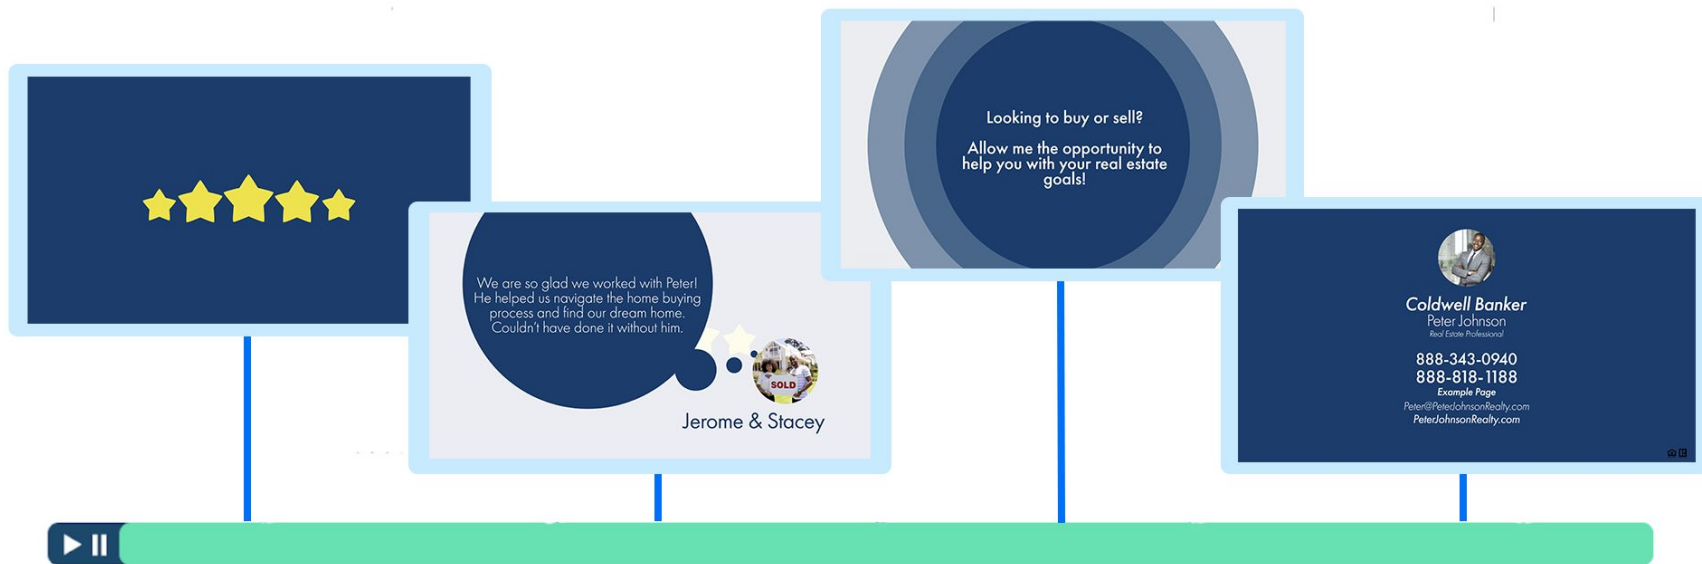 We are so glad we worked with Peter!
He helped us navigate the home buying
process and find our dream home.
Couldn't have done it without him.
SOLD
Jerome & Stacey
Looking to buy or sell?
Allow me the opportunity to
help you with your real estate
goals!
Coldwell Banker
Peter Johnson
Real Estate Professional
888-343-0940
888-818-1188
Example Page
Peter@PeterJohnsonRealty.com
PeterJohnsonRealty.com